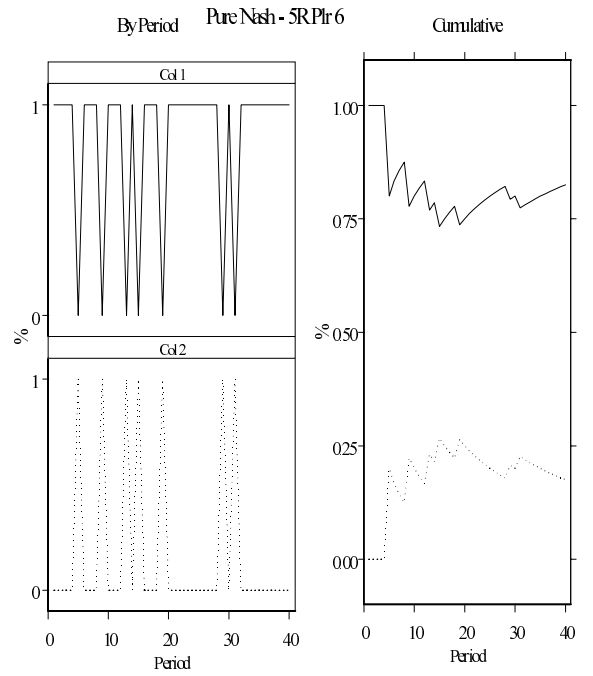 Pure Nash - 5R Plr 6
By Period
Cumulative
Col 1
1
0
%
Col 2
1
0
0 10 20 30 40
Period
1.00
0.75
0.50
0.25
0.00
%
0 10 20 30 40
Period